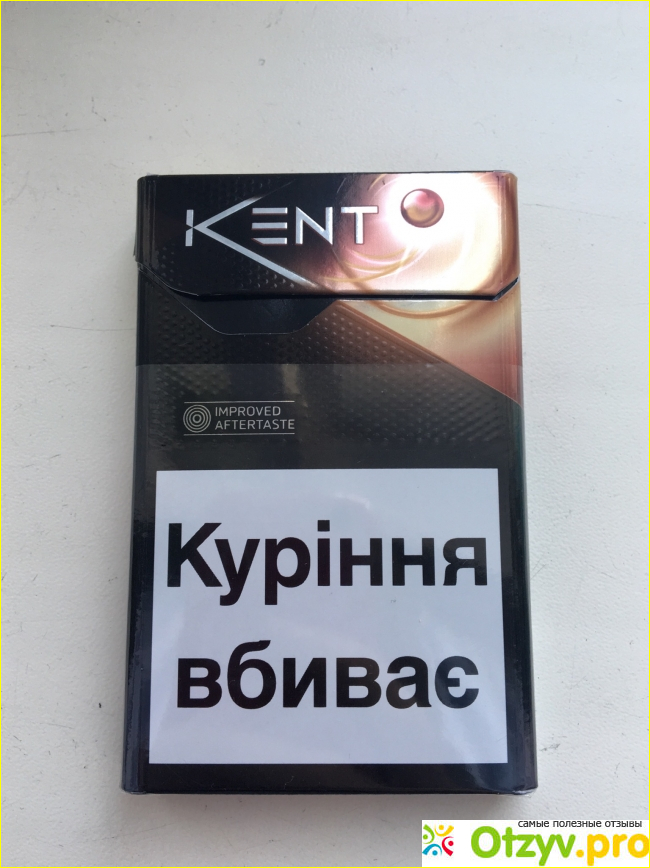 KENT
IMPROVED
AFTERTASTE
Куріння
вбиває
самые полезные отзывы
Otzyv.pro